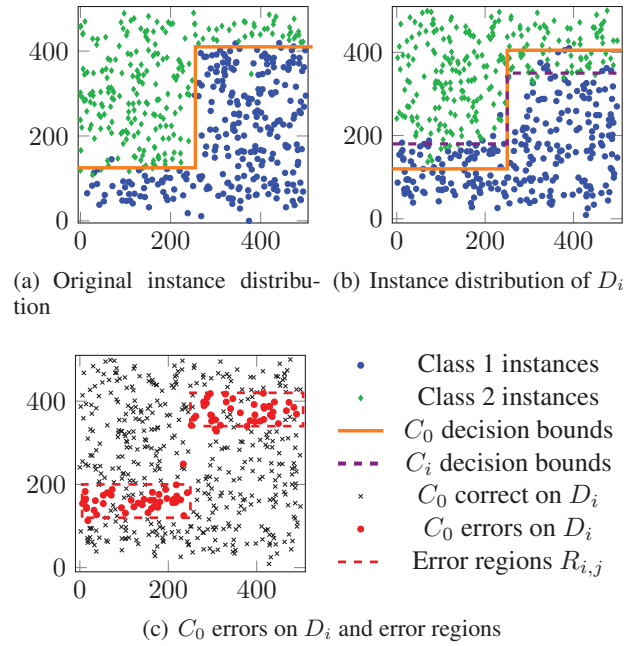 400
200
0
0 200 400
400
200
0
0 200 400
(a) Original instance distribu-
tion
(b) Instance distribution of D_i
400
200
0
0 200 400
Class 1 instances
Class 2 instances
C_0 decision bounds
C_i decision bounds
C_0 correct on D_i
C_0 errors on D_i
Error regions R_{i,j}
(c) C_0 errors on D_i and error regions